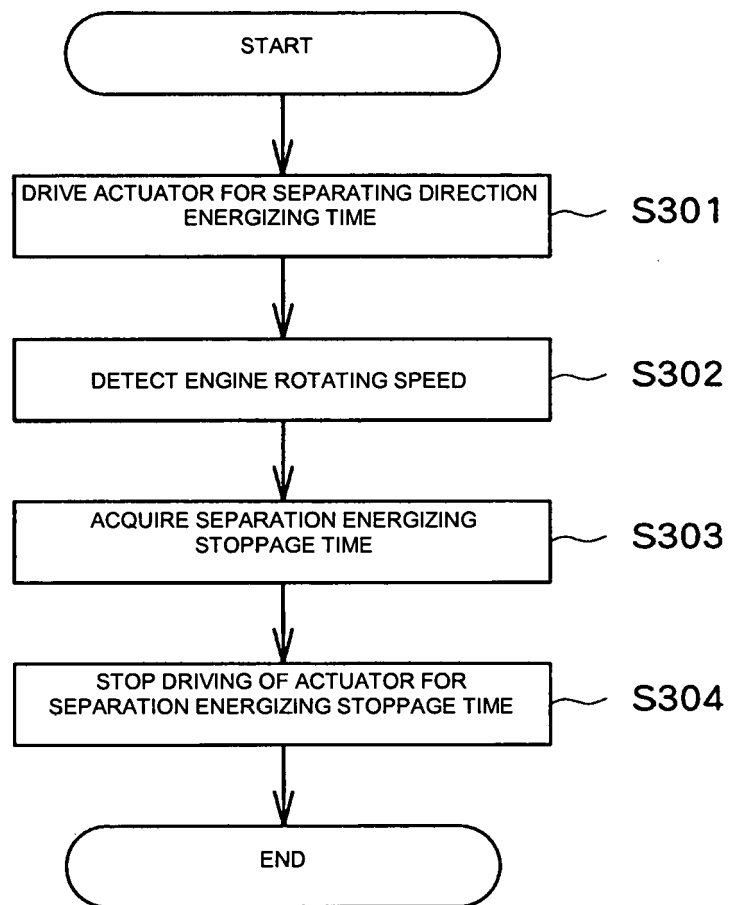 START
DRIVE ACTUATOR FOR SEPARATING DIRECTION
ENERGIZING TIME
S301
DETECT ENGINE ROTATING SPEED
S302
ACQUIRE SEPARATION ENERGIZING
STOPPAGE TIME
S303
STOP DRIVING OF ACTUATOR FOR
SEPARATION ENERGIZING STOPPAGE TIME
S304
END